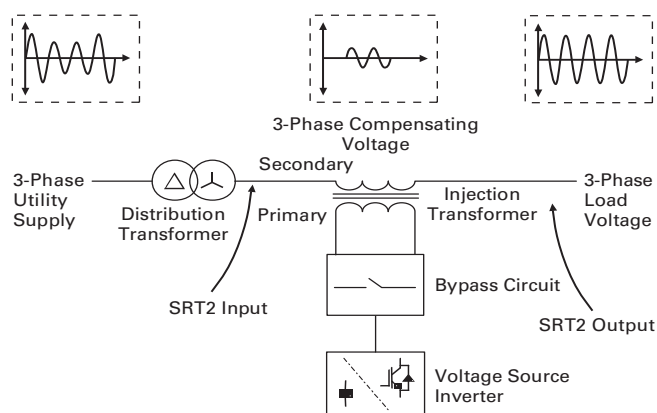 3-Phase Compensating
Voltage
Secondary
3-Phase
Utility
Supply
Distribution
Transformer
Primary
Injection
Transformer
3-Phase
Load
Voltage
SRT2 Input
Bypass Circuit
SRT2 Output
Voltage Source
Inverter